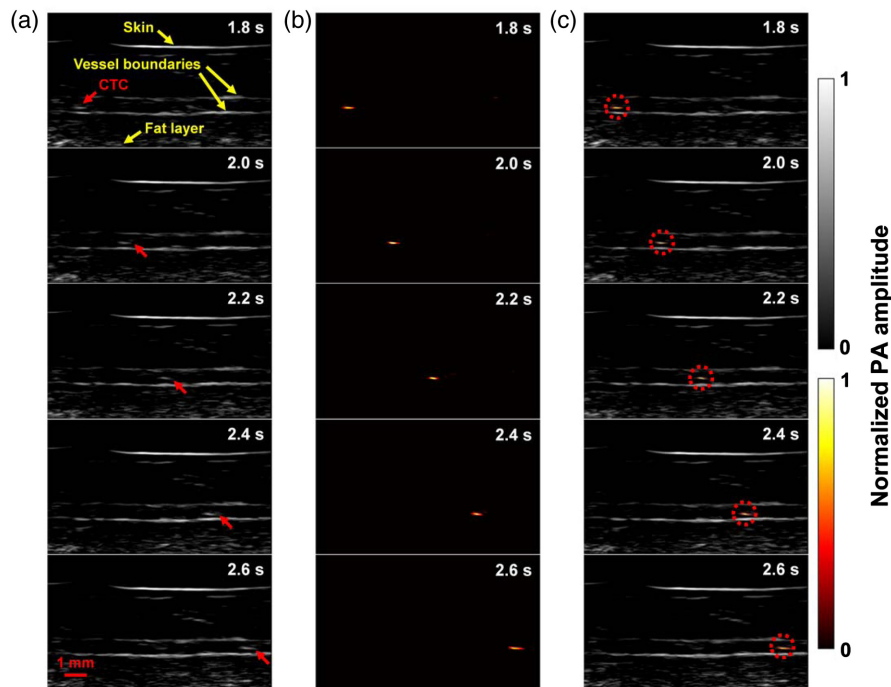 (a)
(b)
(c)
Skin
1.8 s
Vessel boundaries
CTC
Fat layer
2.0 s
2.2 s
2.4 s
2.6 s
1 mm
1.8 s
2.0 s
2.2 s
2.4 s
2.6 s
1.8 s
2.0 s
2.2 s
2.4 s
2.6 s
1
0
1
0
Normalized PA amplitude